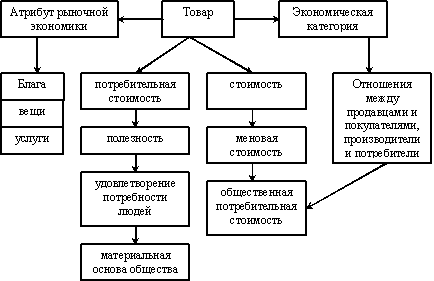 Атрибут рыночной
экономики
Товар
Экономическая
категория
Блага
вещи
услуги
потребительная
стоимость
стоимость
Отношения
между
продавцами и
покупателями,
производители
и потребители
полезность
меновая
стоимость
удовлетворение
потребности
людей
общественная
потребительная
стоимость
материальная
основа общества